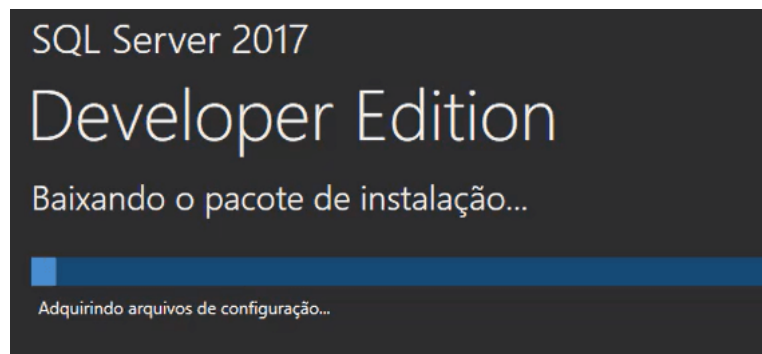 SQL Server 2017
Developer Edition
Baixando o pacote de instalação...
Adquirindo arquivos de configuração...